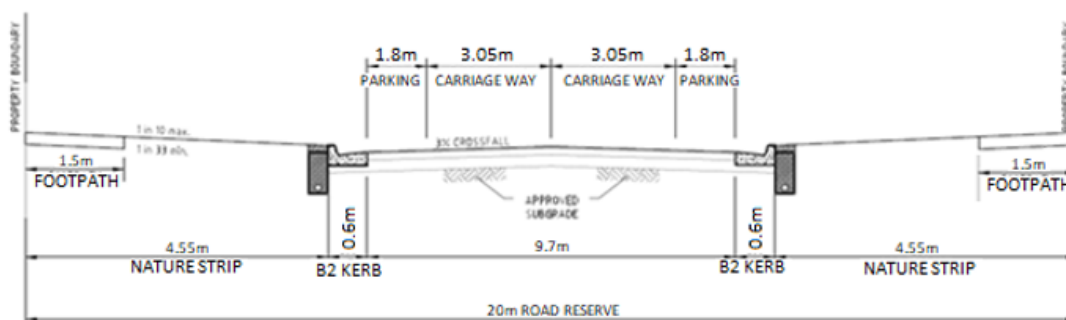 PROPERTY BOUNDARY
1.8m 3.05m 3.05m 1.8m
PARKING CARRIAGE WAY CARRIAGE WAY PARKING
PROPERTY BOUNDARY
1 in 10 max.
1 in 33 min.
3% CROSSFALL
1.5m
FOOTPATH
1.5m
FOOTPATH
APPROVED
SUBGRADE
4.55m
NATURE STRIP
0.6m
B2 KERB
9.7m
0.6m
B2 KERB
4.55m
NATURE STRIP
20m ROAD RESERVE